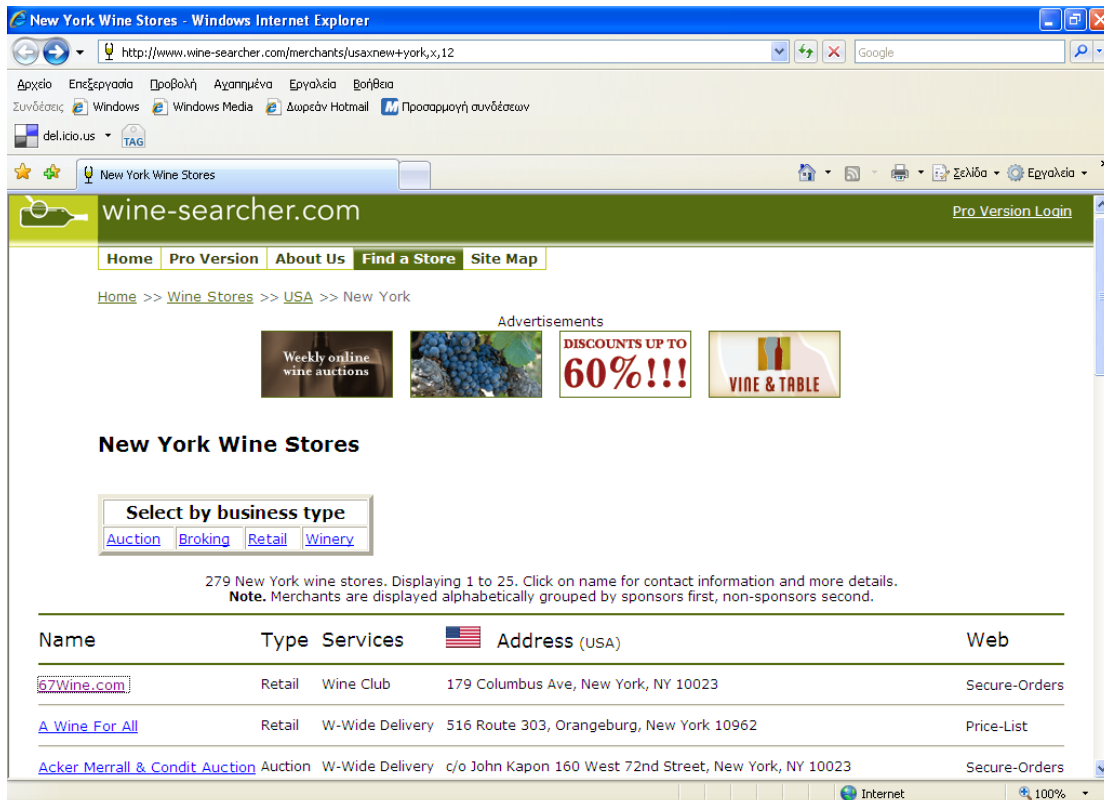 New York Wine Stores - Windows Internet Explorer
http://www.wine-searcher.com/merchants/usaxnew+york,x,12
Google
Αρχείο Επεξεργασία Προβολή Αγαπημένα Εργαλεία Βοήθεια
Συνδέσεις Windows Windows Media Δωρεάν Hotmail Προσαρμογή συνδέσεων
del.icio.us TAG
New York Wine Stores Σελίδα Εργαλεία
wine-searcher.com Pro Version Login
Home Pro Version About Us Find a Store Site Map
Home >> Wine Stores >> USA >> New York
Advertisements
Weekly online
wine auctions
DISCOUNTS UP TO
60%!!!
VINE & TABLE
New York Wine Stores
Select by business type
Auction Broking Retail Winery
279 New York wine stores. Displaying 1 to 25. Click on name for contact information and more details.
Note. Merchants are displayed alphabetically grouped by sponsors first, non-sponsors second.
Name Type Services Address (USA) Web
67Wine.com Retail Wine Club 179 Columbus Ave, New York, NY 10023 Secure-Orders
A Wine For All Retail W-Wide Delivery 516 Route 303, Orangeburg, New York 10962 Price-List
Acker Merrall & Condit Auction Auction W-Wide Delivery c/o John Kapon 160 West 72nd Street, New York, NY 10023 Secure-Orders
Internet 100%